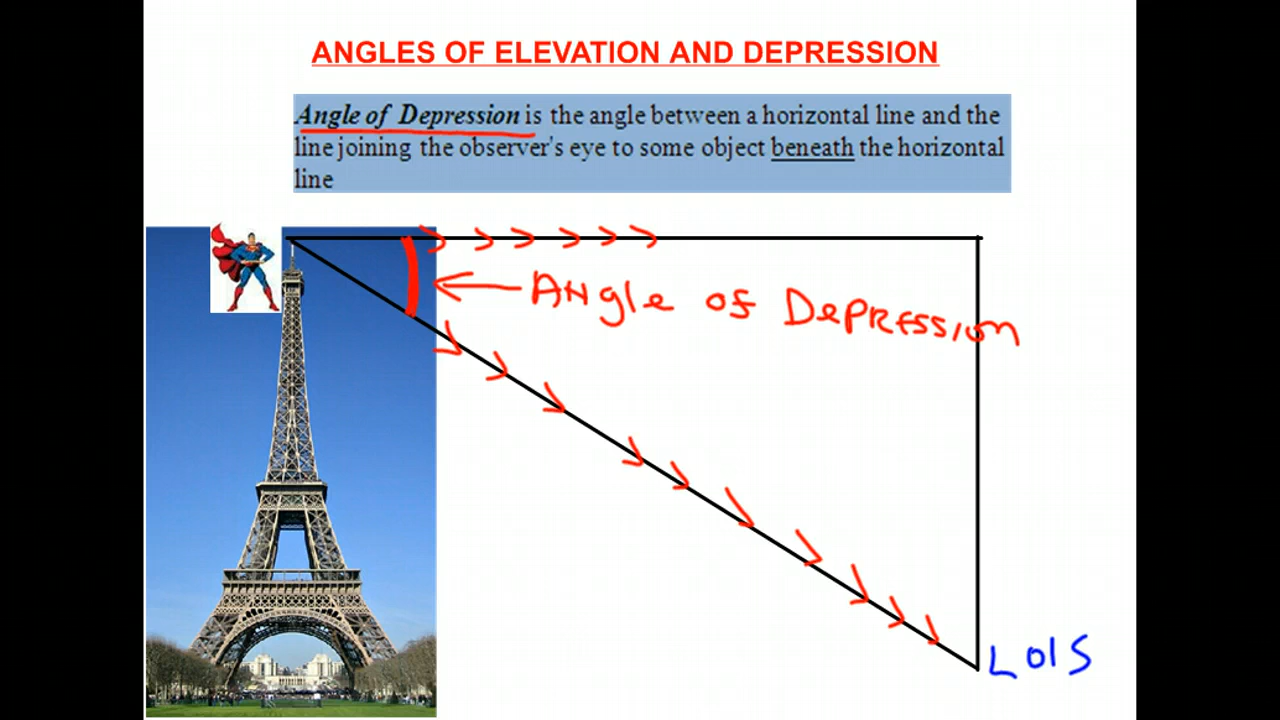 ANGLES OF ELEVATION AND DEPRESSION
Angle of Depression is the angle between a horizontal line and the
line joining the observer's eye to some object beneath the horizontal
line
Angle of Depression
Lois